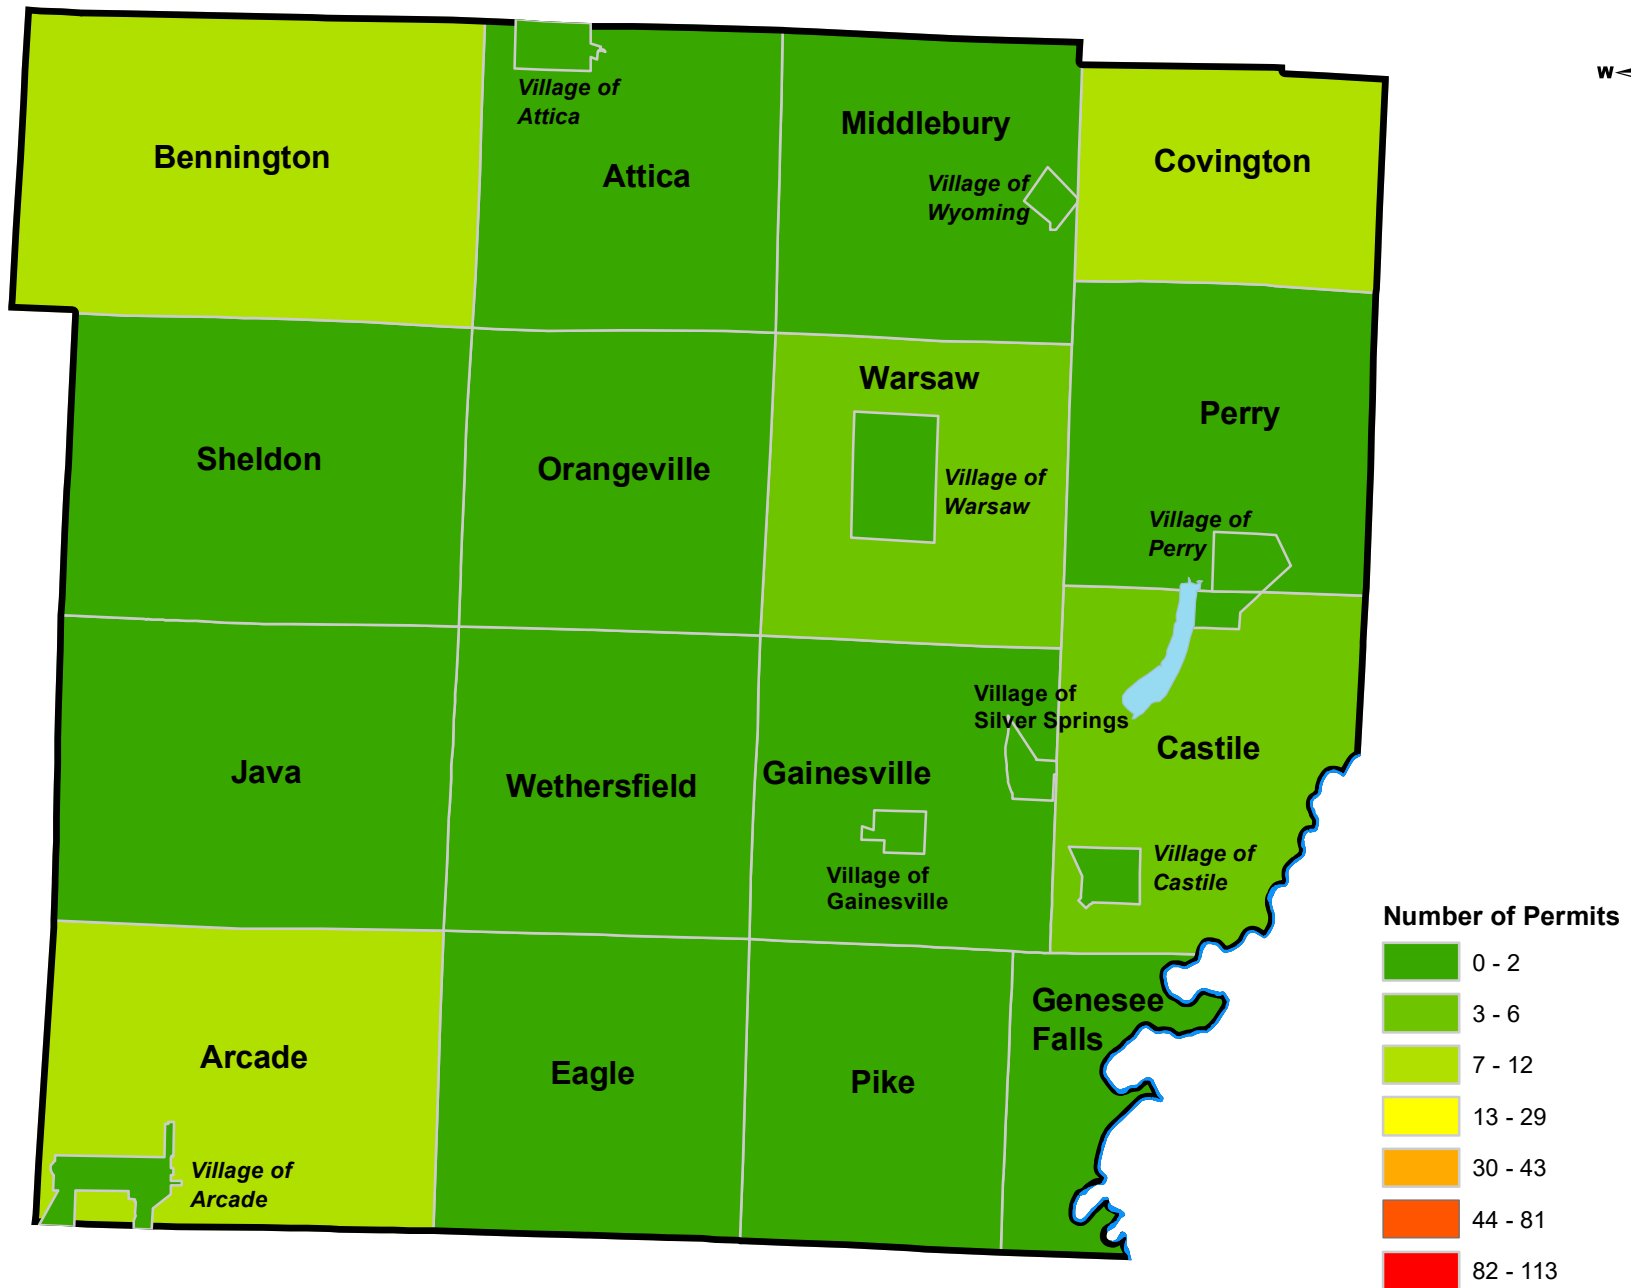 W
Village of
Attica
Middlebury
Bennington
Covington
Attica
Village of
Wyoming
Warsaw
Perry
Sheldon
Orangeville
Village of
Warsaw
Village of
Perry
Village of
Silver Springs
Castile
Java
Wethersfield
Gainesville
Village of
Castile
Village of
Gainesville
Genesee
Falls
Arcade
Eagle
Pike
Village of
Arcade
Number of Permits
0 - 2
3 - 6
7 - 12
13 - 29
30 - 43
44 - 81
82 - 113